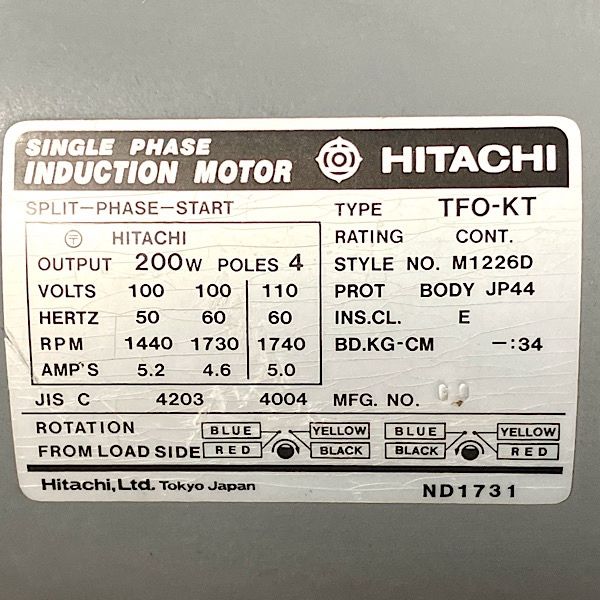 SINGLE PHASE
INDUCTION MOTOR
HITACHI
SPLIT-PHASE-START
TYPE TFO-KT
HITACHI
RATING CONT.
OUTPUT 200W POLES 4
STYLE NO. M1226D
VOLTS 100 100 110
PROT BODY JP44
HERTZ 50 60 60
INS.CL. E
RPM 1440 1730 1740
BD.KG-CM -:34
AMP'S 5.2 4.6 5.0
JIS C 4203 4004
MFG. NO.
ROTATION
FROM LOAD SIDE
BLUE YELLOW
RED BLACK
BLUE YELLOW
BLACK RED
Hitachi, Ltd. Tokyo Japan
ND1731